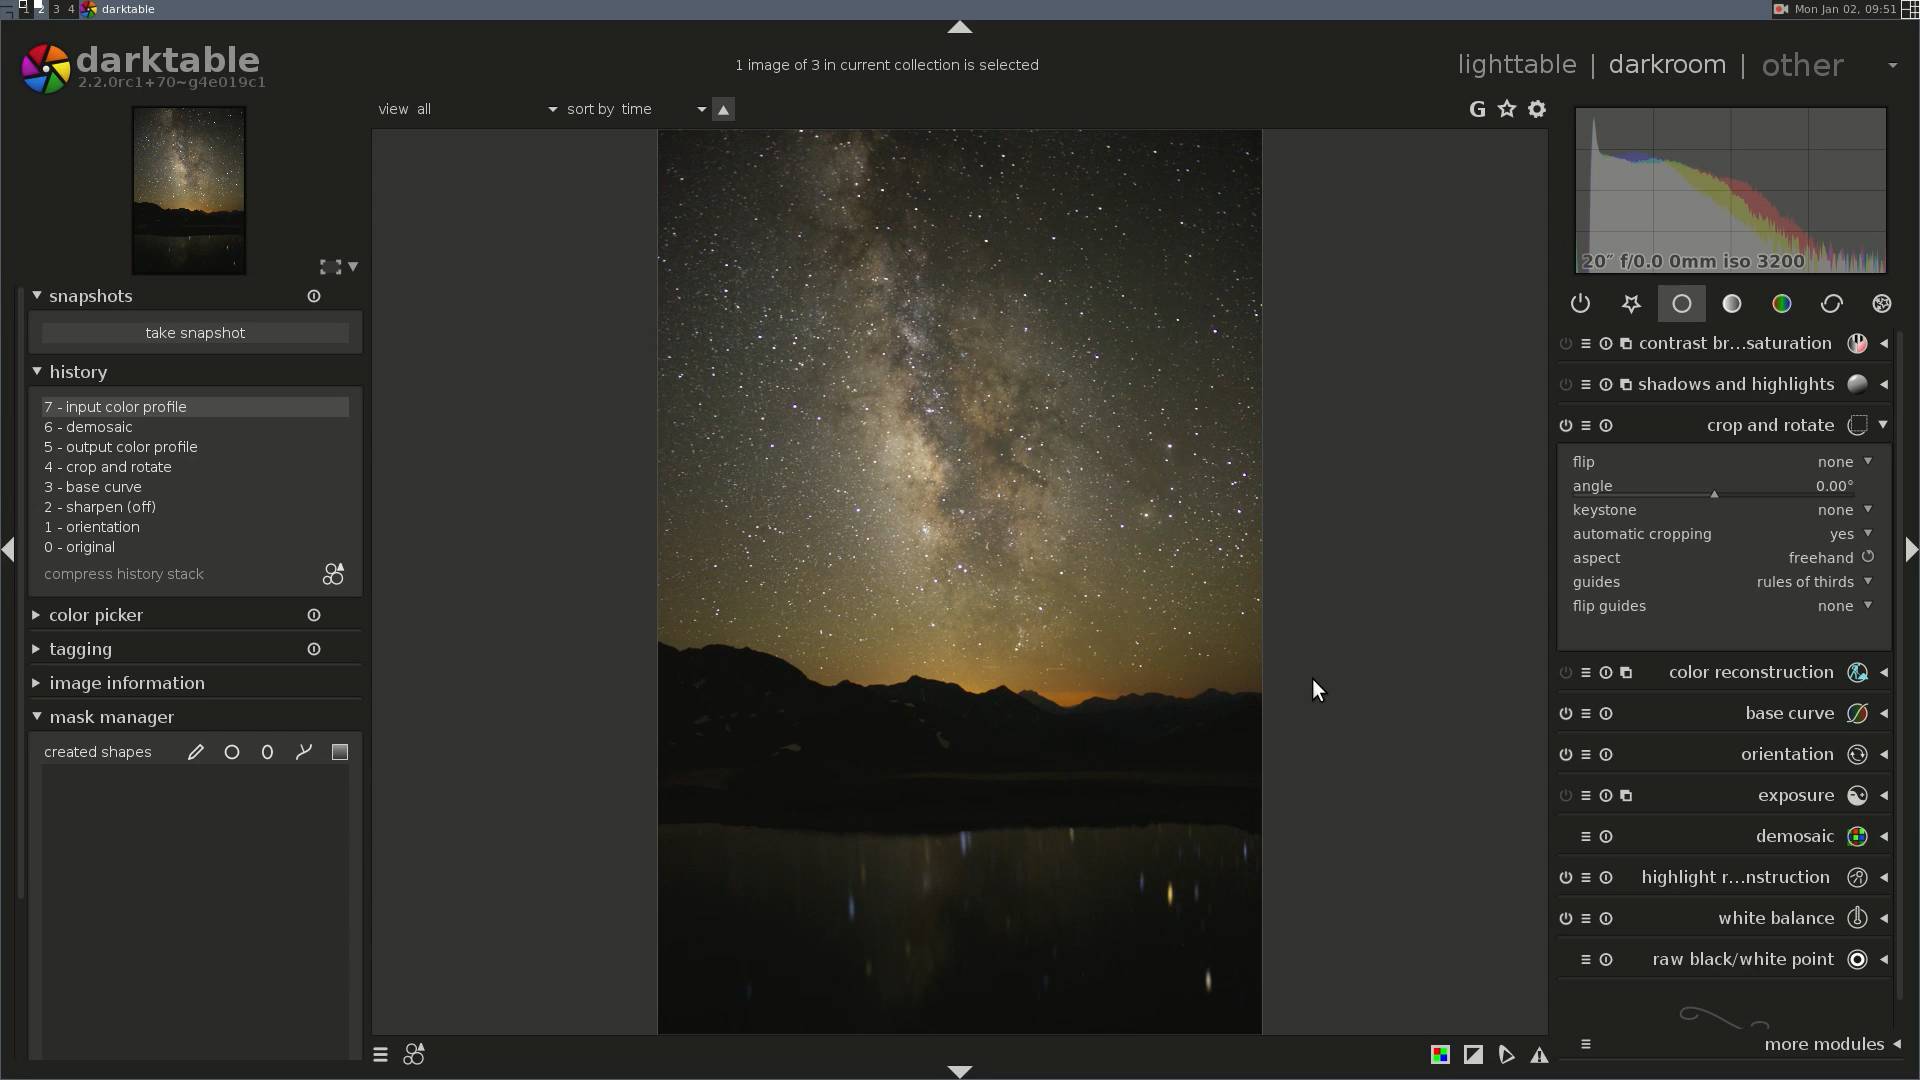 1 2 3 4 darktable
Mon Jan 02, 09:51
darktable
2.2.0rc1+70~g4e019c1
1 image of 3 in current collection is selected
lighttable | darkroom | other
view all
sort by time
G
20" f/0.0 0mm iso 3200
snapshots
take snapshot
history
7 - input color profile
6 - demosaic
5 - output color profile
4 - crop and rotate
3 - base curve
2 - sharpen (off)
1 - orientation
0 - original
compress history stack
color picker
tagging
image information
mask manager
created shapes
contrast br...saturation
shadows and highlights
crop and rotate
flip none
angle 0.00°
keystone none
automatic cropping yes
aspect freehand
guides rules of thirds
flip guides none
color reconstruction
base curve
orientation
exposure
demosaic
highlight r...nstruction
white balance
raw black/white point
more modules